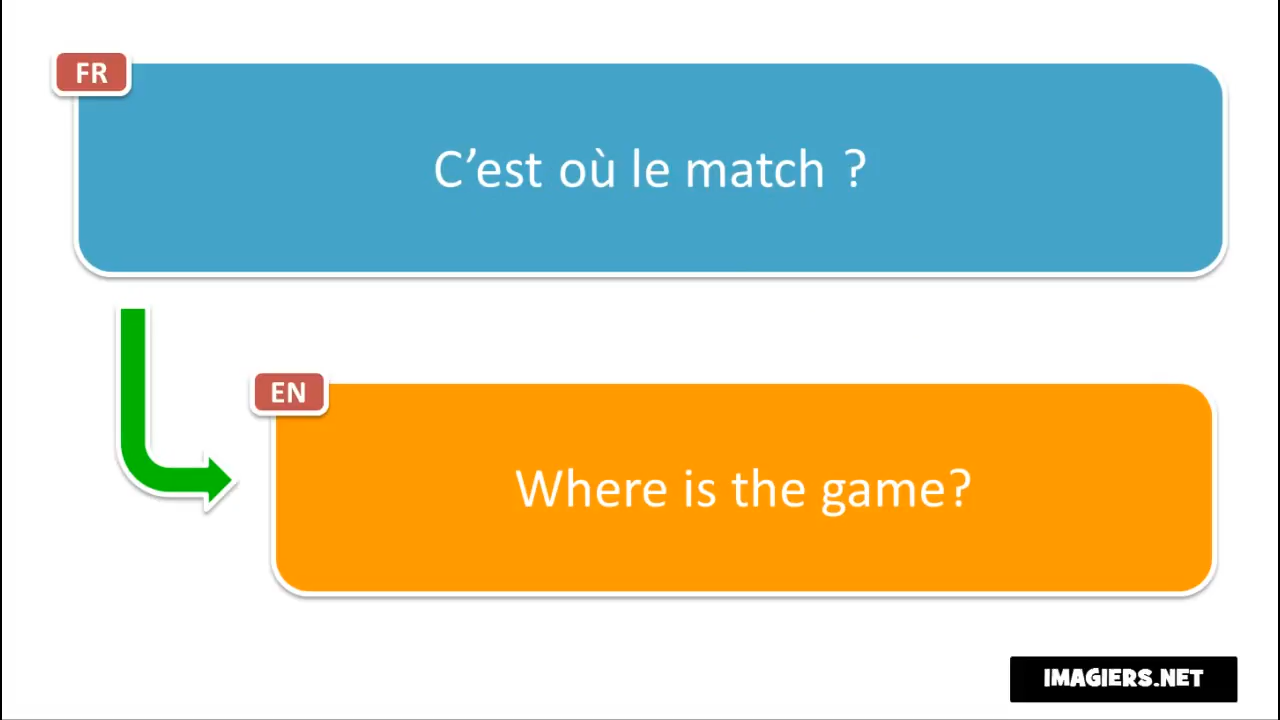 FR
C’est où le match ?
EN
Where is the game?
IMAGIERS.NET